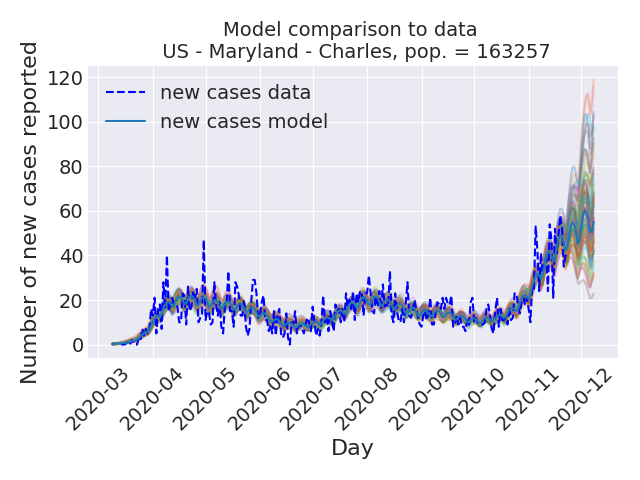 Model comparison to data
US - Maryland - Charles, pop. = 163257
Number of new cases reported
120
100
80
60
40
20
0
new cases data
new cases model
2020-03
2020-04
2020-05
2020-06
2020-07
2020-08
2020-09
2020-10
2020-11
2020-12
Day